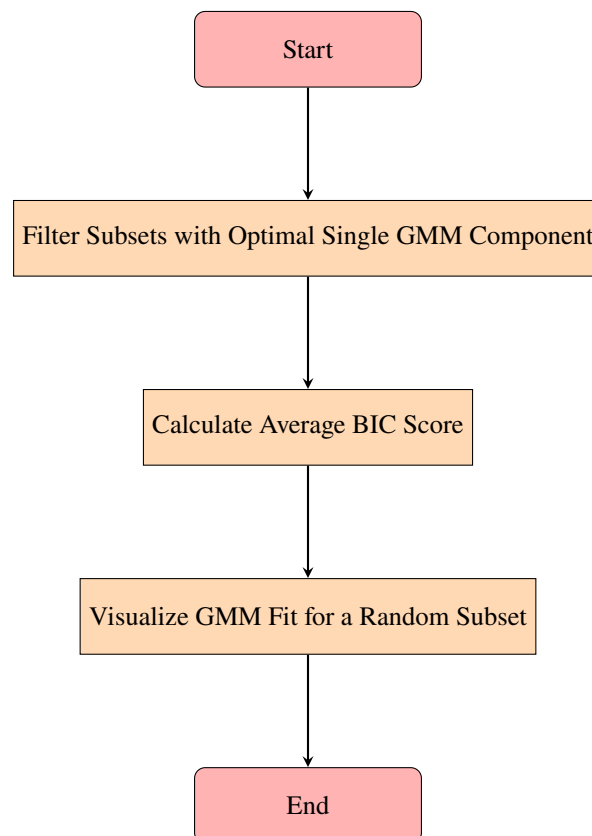 Start
Filter Subsets with Optimal Single GMM Component
Calculate Average BIC Score
Visualize GMM Fit for a Random Subset
End